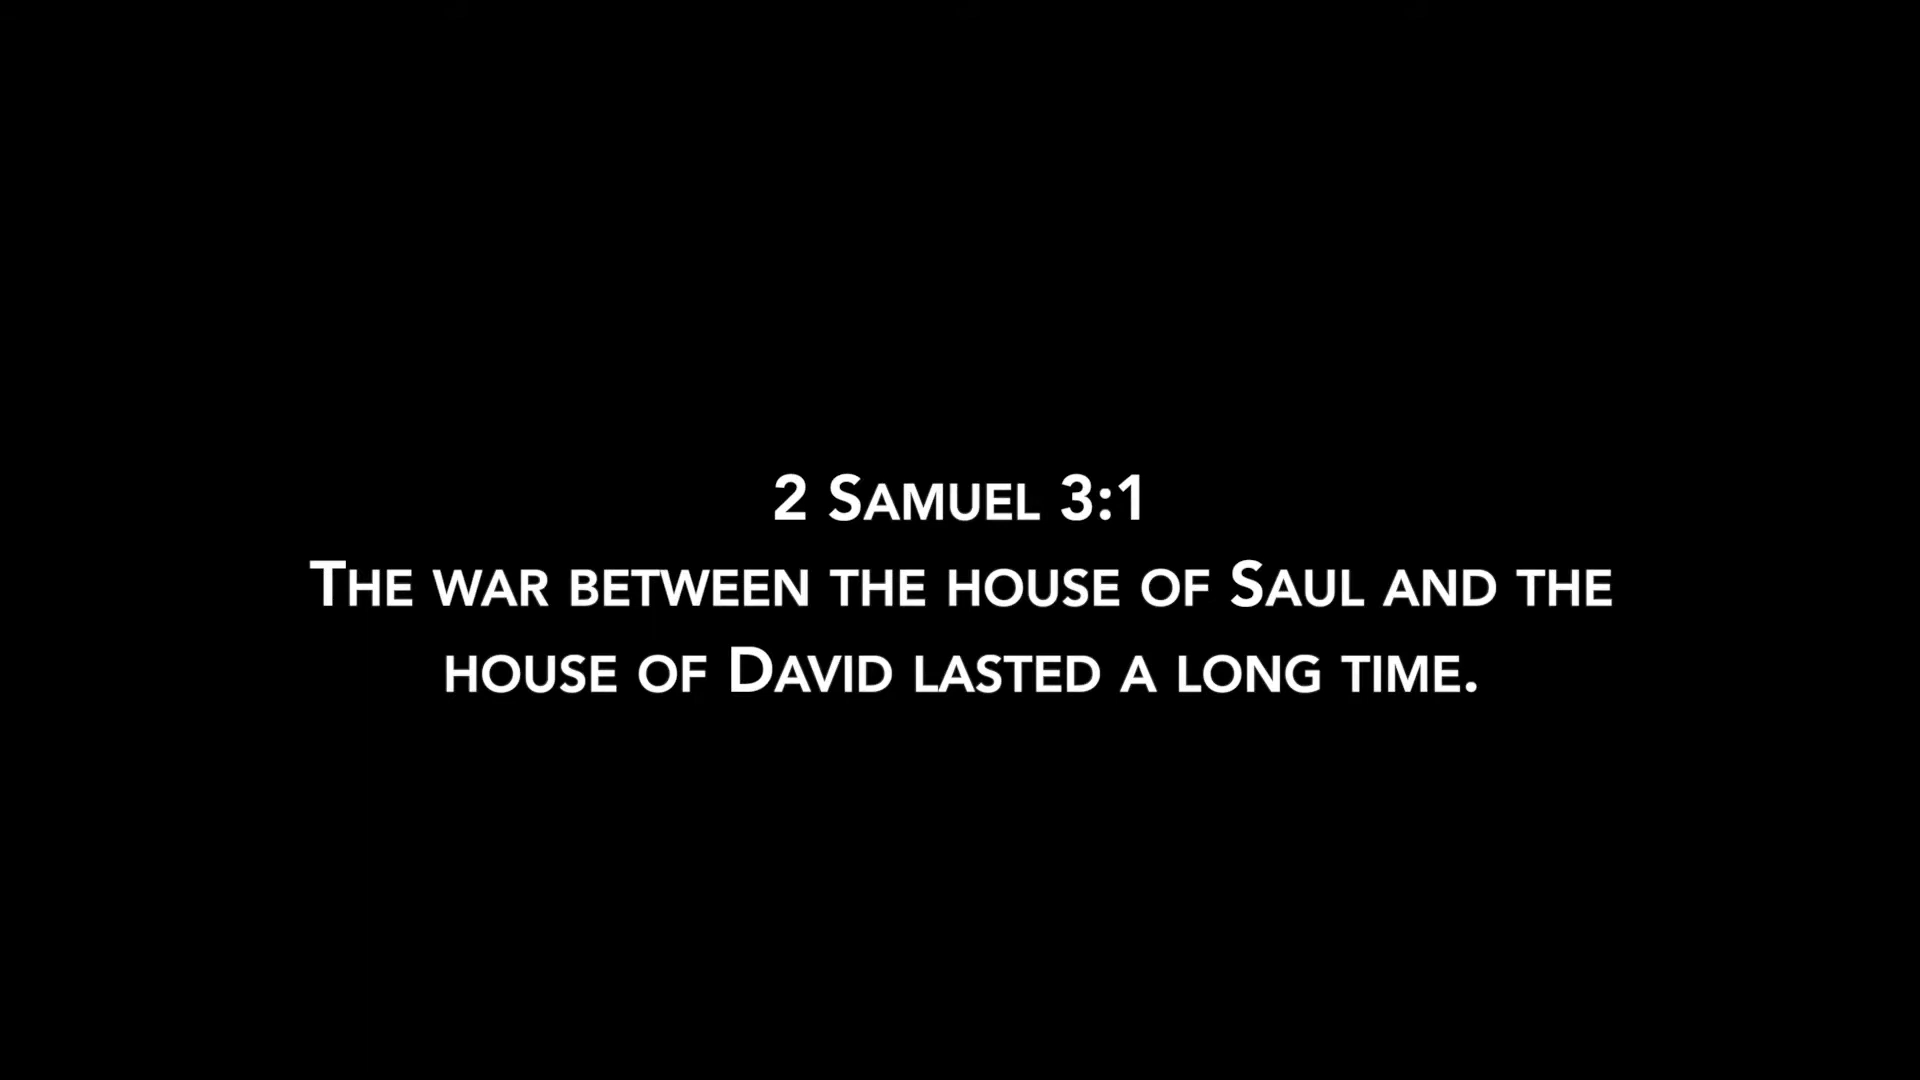 2 Samuel 3:1
The war between the house of Saul and the
house of David lasted a long time.